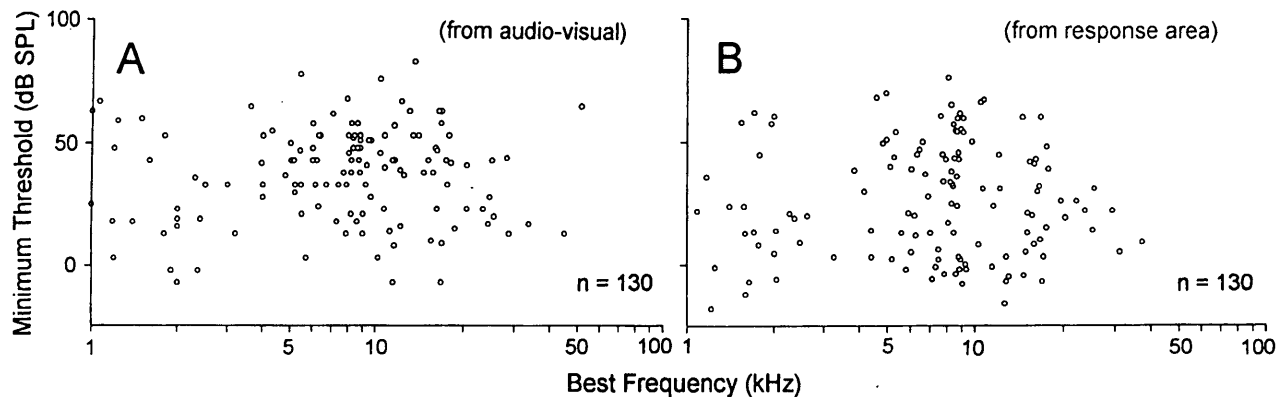 Minimum Threshold (dB SPL)
100
50
0
A
(from audio-visual)
n = 130
1
5
10
50
100
B
(from response area)
n = 130
1
5
10
50
100
Best Frequency (kHz)